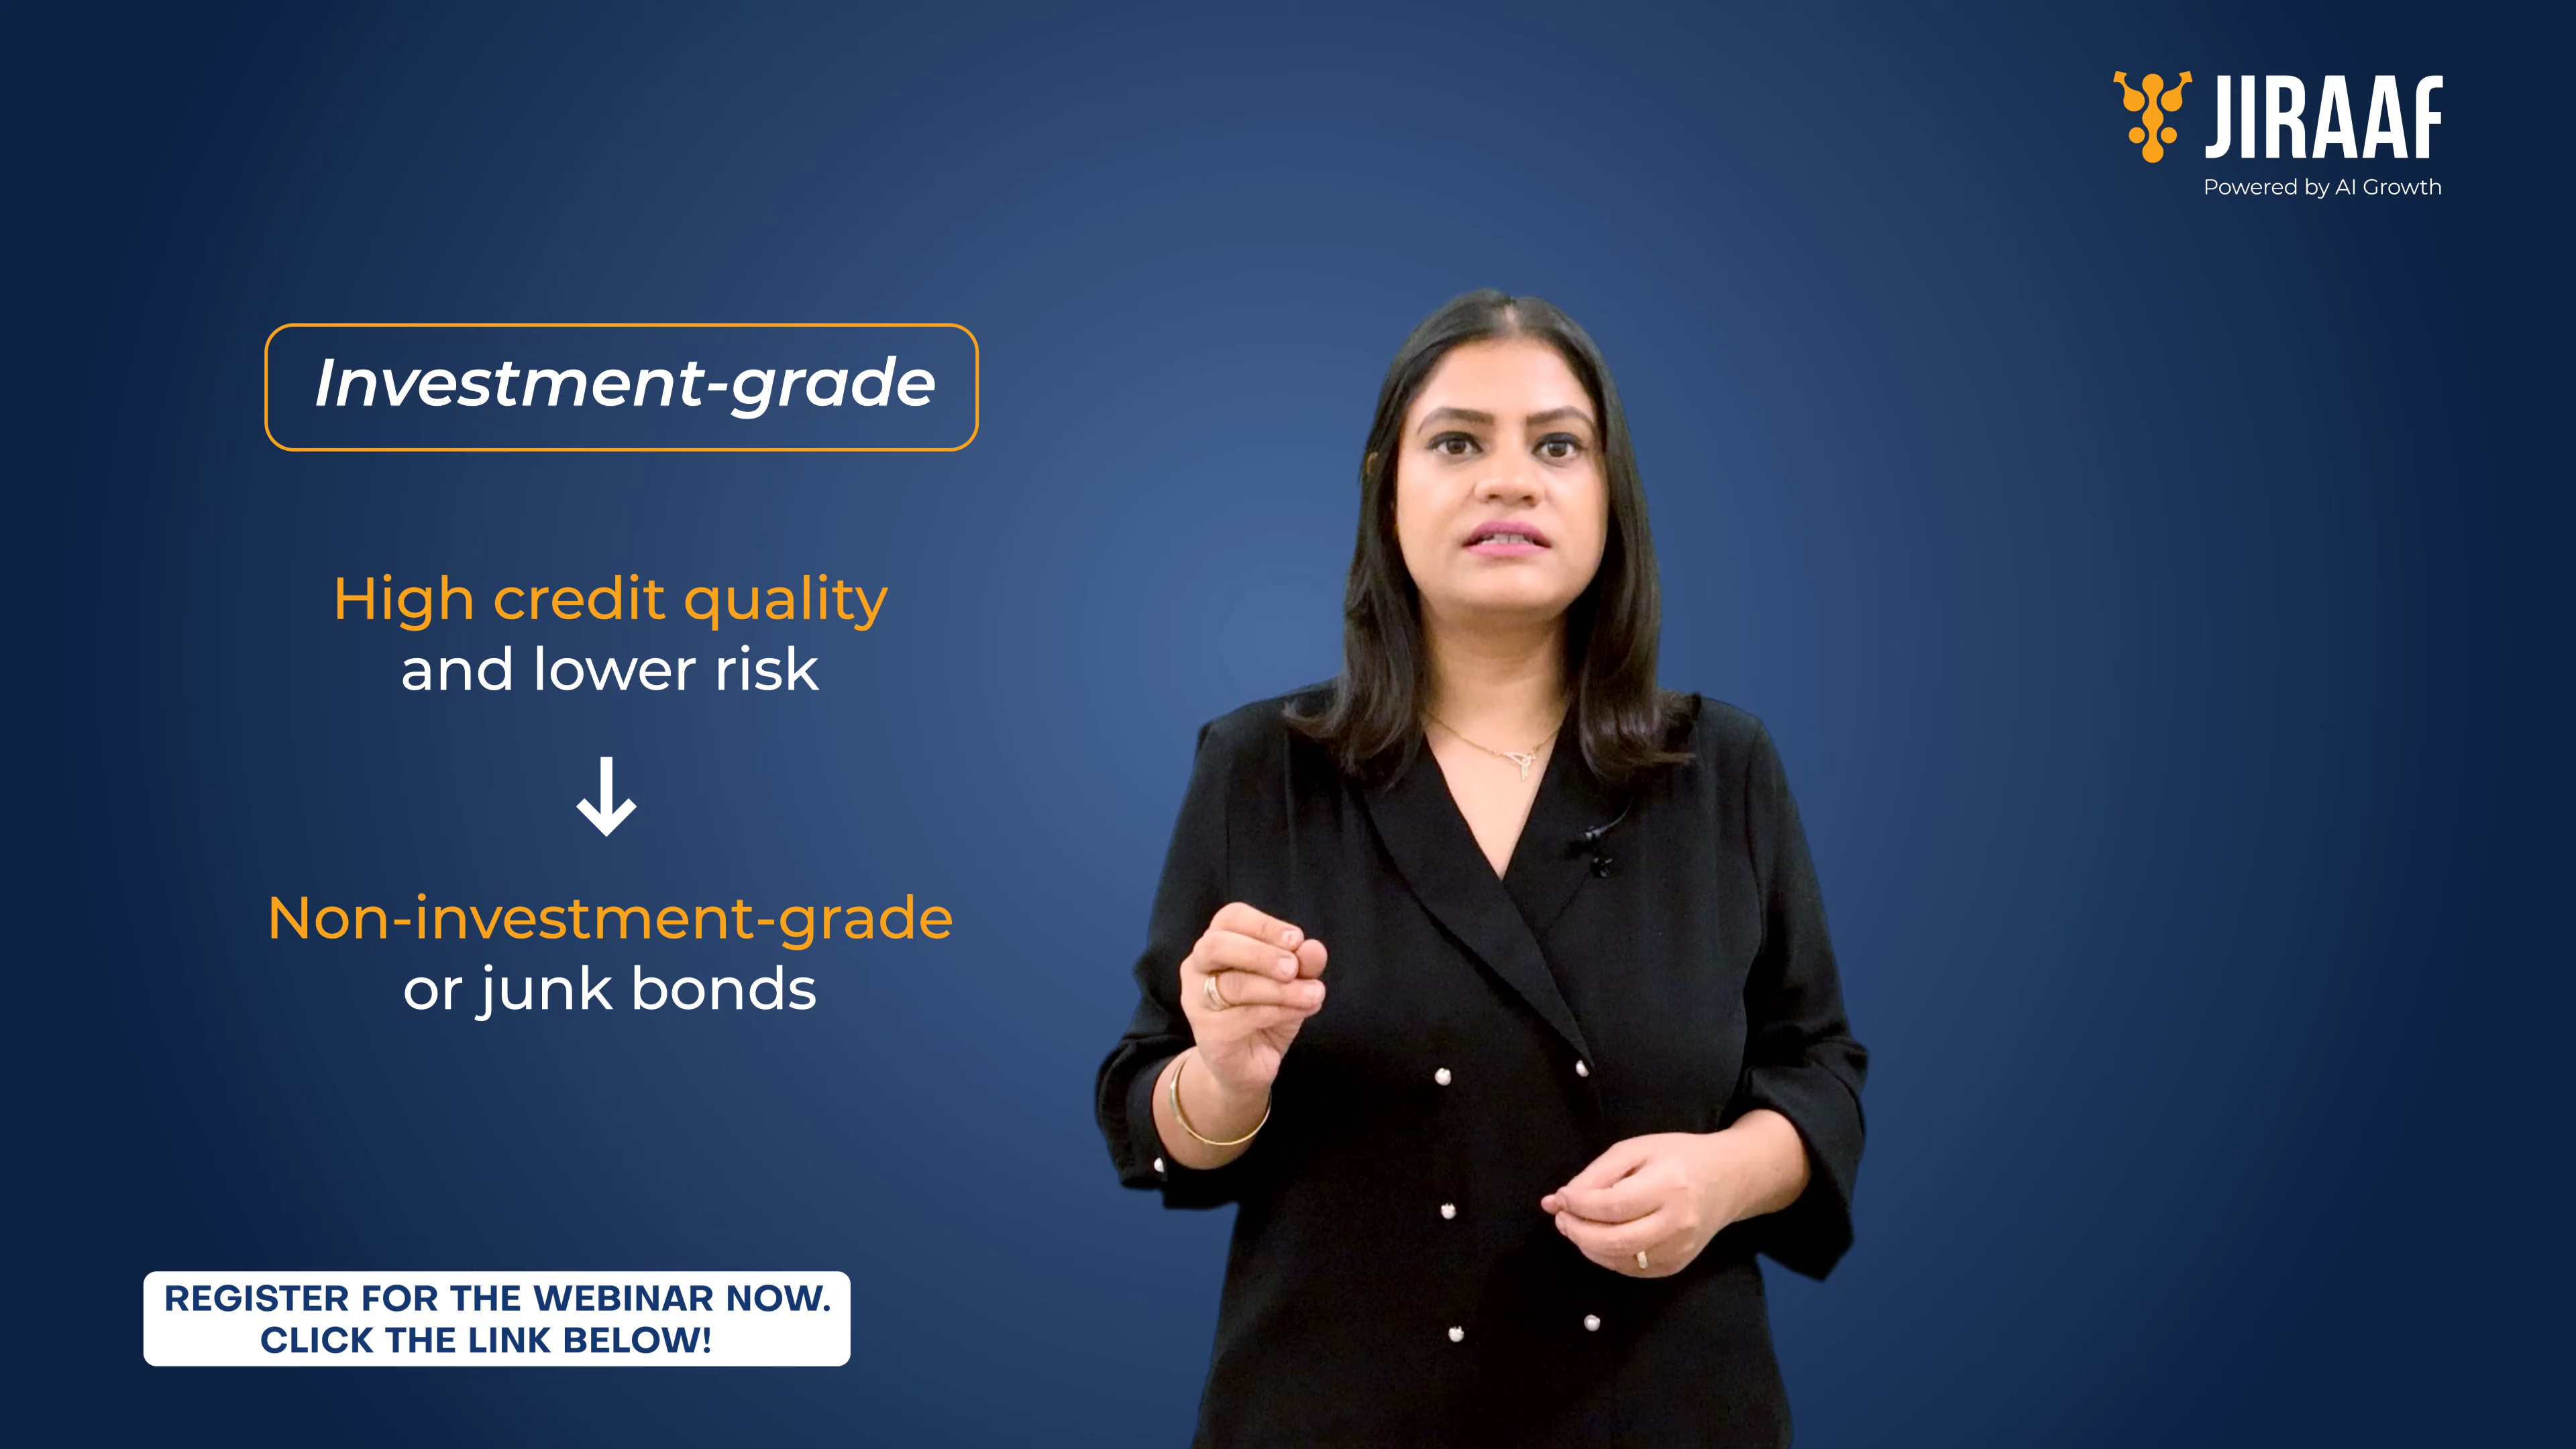 JIRAAF
Powered by AI Growth
Investment-grade
High credit quality
and lower risk
Non-investment-grade
or junk bonds
REGISTER FOR THE WEBINAR NOW.
CLICK THE LINK BELOW!